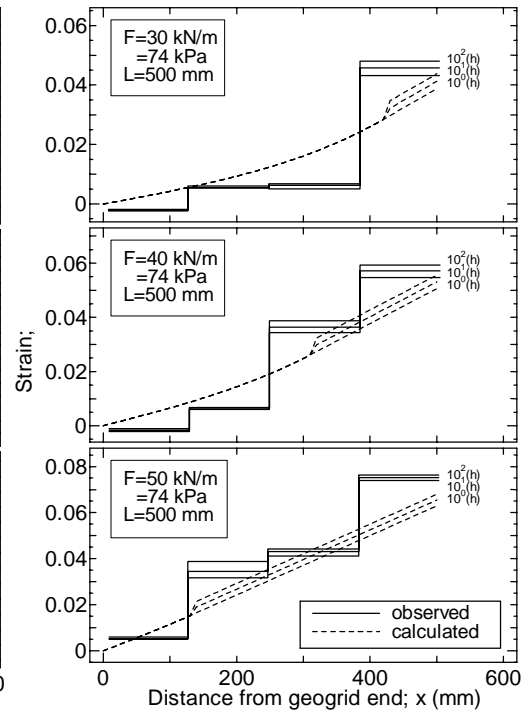 F=30 kN/m
=74 kPa
L=500 mm
10²(h)
10¹(h)
10⁰(h)
0.06
0.04
0.02
0
F=40 kN/m
=74 kPa
L=500 mm
10²(h)
10¹(h)
10⁰(h)
0.06
0.04
0.02
0
Strain;
F=50 kN/m
=74 kPa
L=500 mm
10²(h)
10¹(h)
10⁰(h)
0.08
0.06
0.04
0.02
0
observed
calculated
0
0 200 400 600
Distance from geogrid end; x (mm)